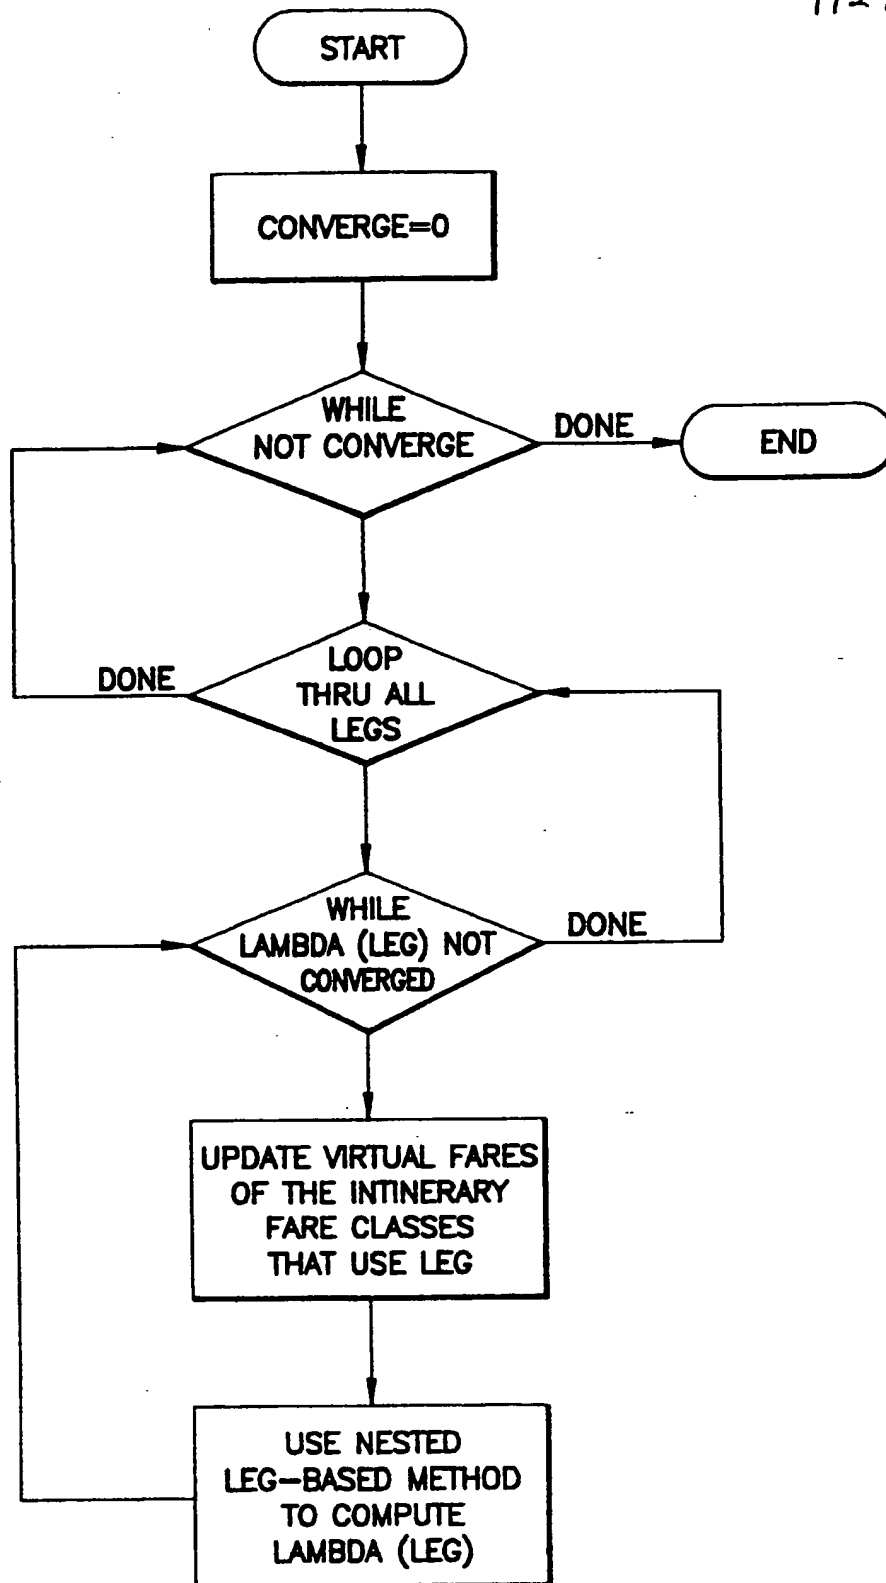 START
CONVERGE=0
WHILE
NOT CONVERGE
DONE
END
LOOP
THRU ALL
LEGS
DONE
WHILE
LAMBDA (LEG) NOT
CONVERGED
DONE
UPDATE VIRTUAL FARES
OF THE INTINERARY
FARE CLASSES
THAT USE LEG
USE NESTED
LEG-BASED METHOD
TO COMPUTE
LAMBDA (LEG)